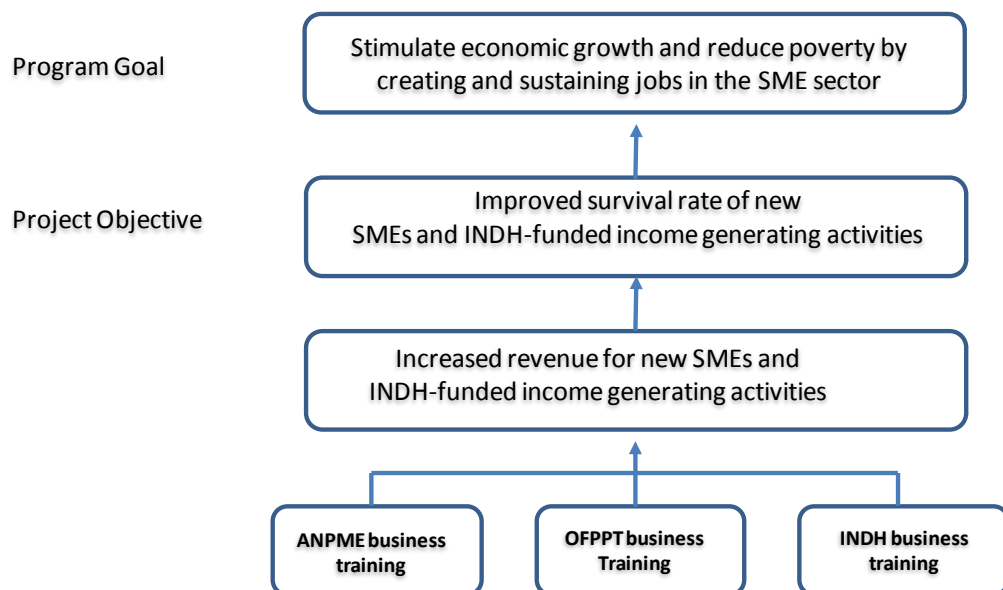 Program Goal
Stimulate economic growth and reduce poverty by
creating and sustaining jobs in the SME sector
Project Objective
Improved survival rate of new
SMEs and INDH-funded income generating activities
Increased revenue for new SMEs and
INDH-funded income generating activities
ANPME business
training
OFPPT business
Training
INDH business
training